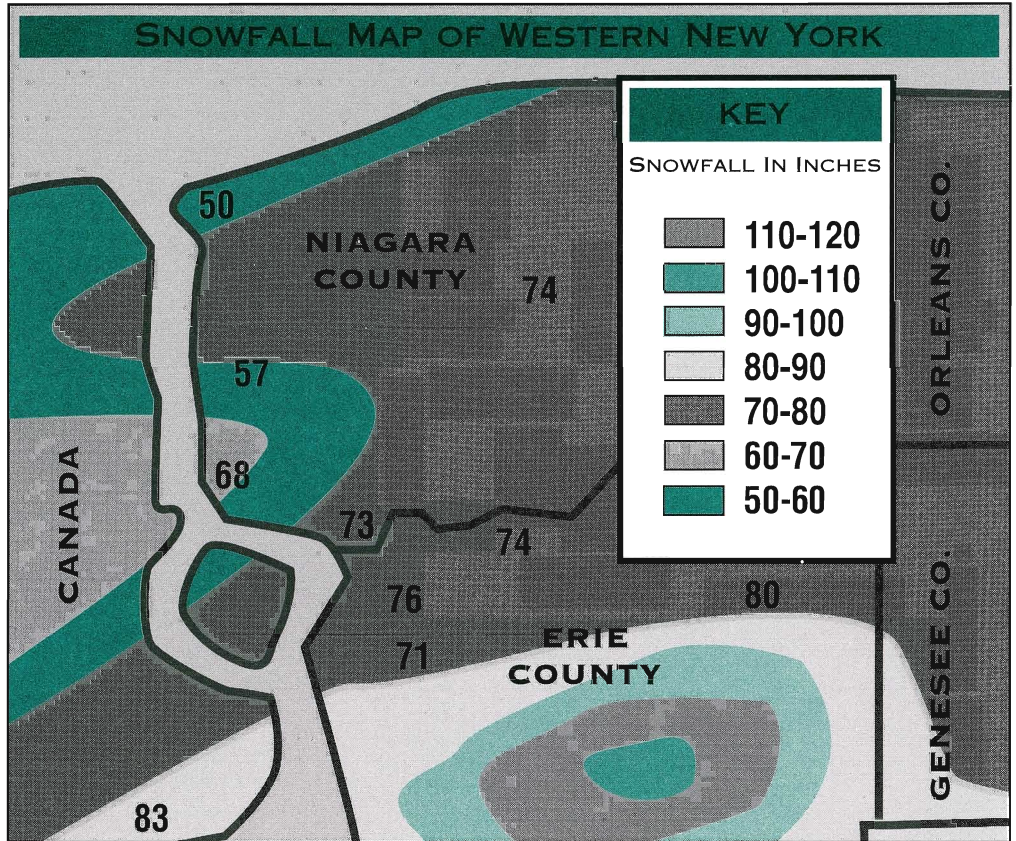 SNOWFALL MAP OF WESTERN NEW YORK
KEY
SNOWFALL IN INCHES
110-120
100-110
90-100
80-90
70-80
60-70
50-60
50
NIAGARA
COUNTY
74
ORLEANS CO.
57
68
CANADA
73
74
76
80
71
ERIE
COUNTY
GENESEE CO.
83